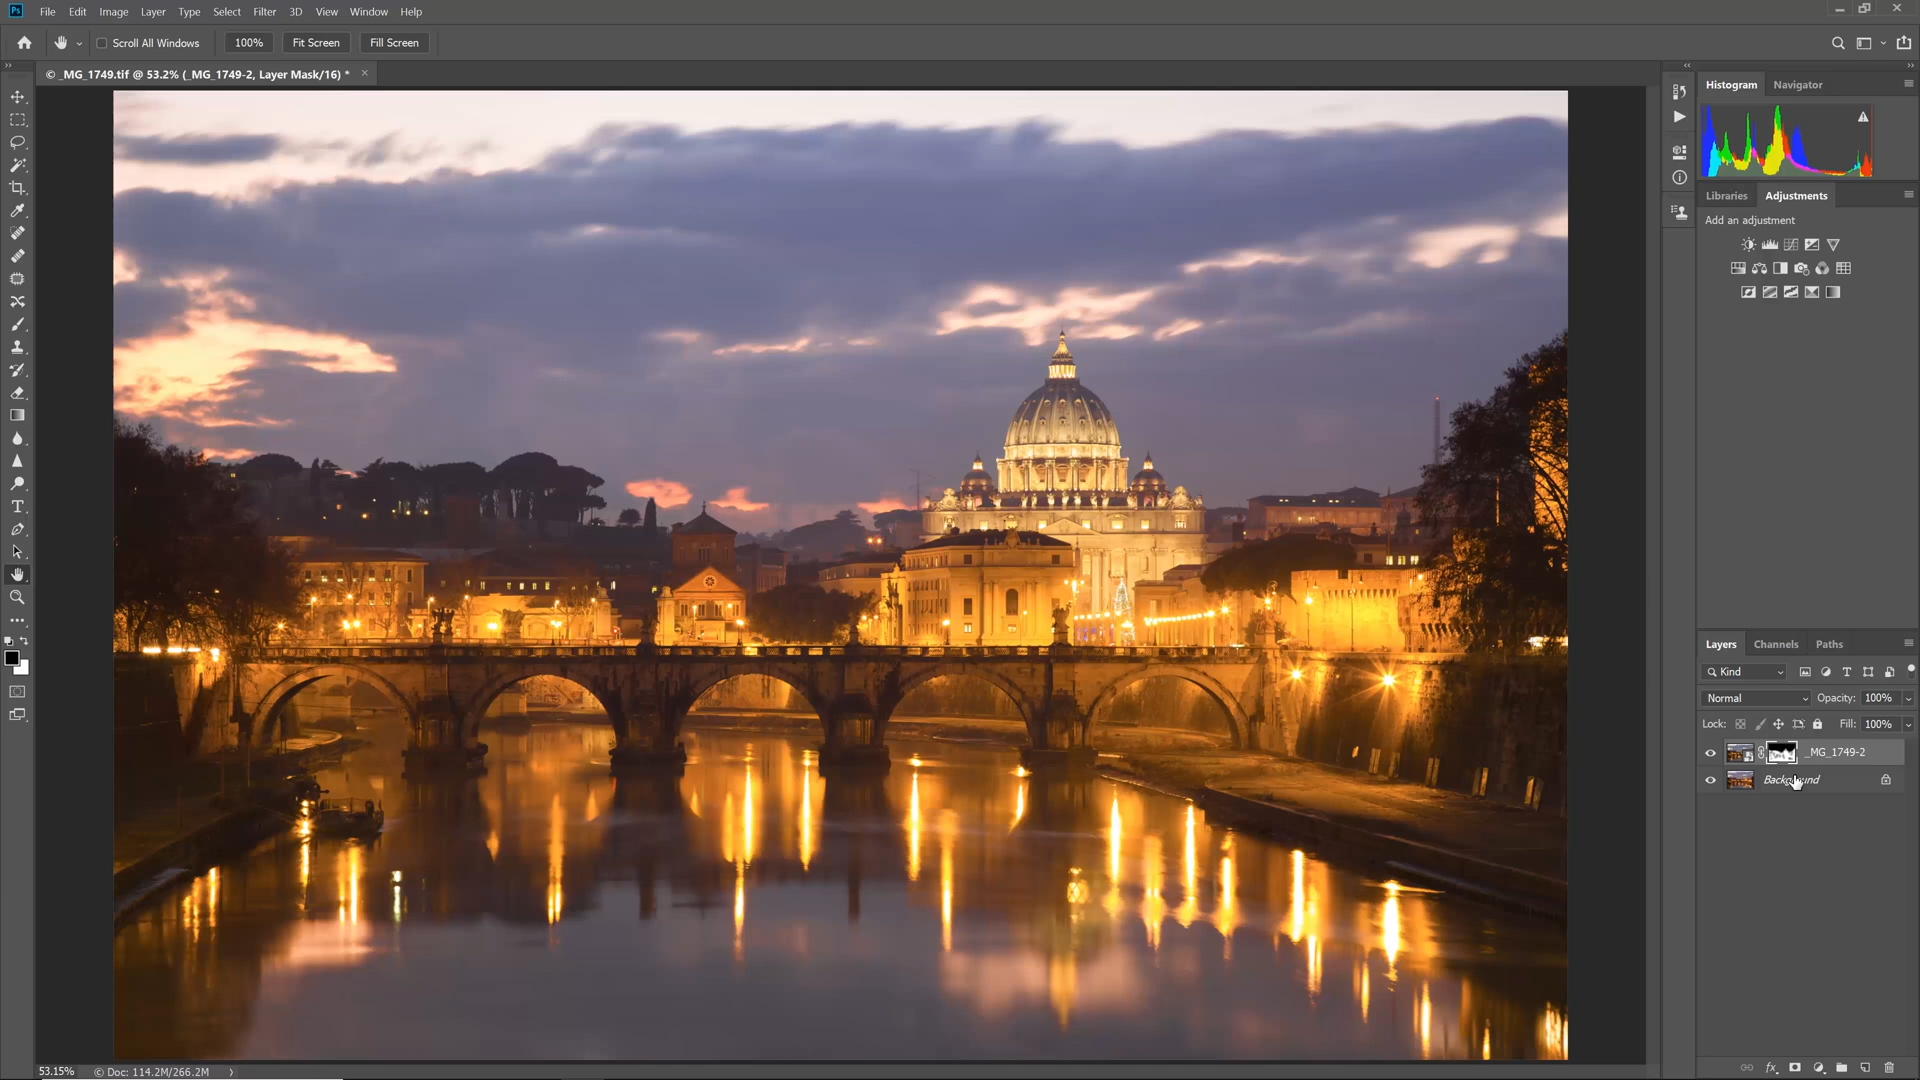 Ps File Edit Image Layer Type Select Filter 3D View Window Help
Scroll All Windows 100% Fit Screen Fill Screen
© _MG_1749.tif @ 53.2% (_MG_1749-2, Layer Mask/16) *
Histogram Navigator
Libraries Adjustments
Add an adjustment
Layers Channels Paths
Kind
Normal Opacity: 100%
Lock: Fill: 100%
_MG_1749-2
Background
53.15% © Doc: 114.2M/266.2M